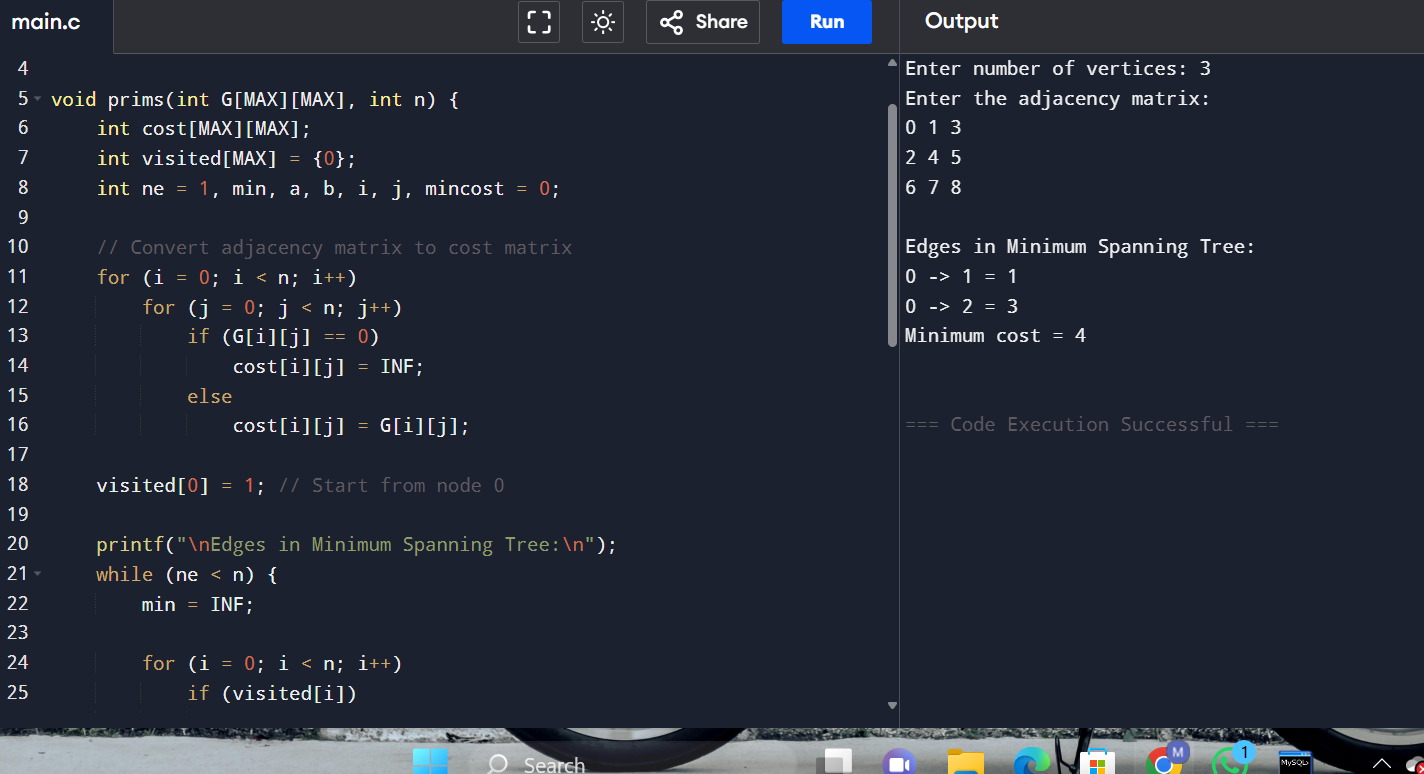 main.c
Share
Run
Output
4
5 void prims(int G[MAX][MAX], int n) {
6 int cost[MAX][MAX];
7 int visited[MAX] = {0};
8 int ne = 1, min, a, b, i, j, mincost = 0;
9
10 // Convert adjacency matrix to cost matrix
11 for (i = 0; i < n; i++)
12 for (j = 0; j < n; j++)
13 if (G[i][j] == 0)
14 cost[i][j] = INF;
15 else
16 cost[i][j] = G[i][j];
17
18 visited[0] = 1; // Start from node 0
19
20 printf("\nEdges in Minimum Spanning Tree:\n");
21 while (ne < n) {
22 min = INF;
23
24 for (i = 0; i < n; i++)
25 if (visited[i])
Enter number of vertices: 3
Enter the adjacency matrix:
0 1 3
2 4 5
6 7 8
Edges in Minimum Spanning Tree:
0 -> 1 = 1
0 -> 2 = 3
Minimum cost = 4
=== Code Execution Successful ===
Search
M
1
MySQL>